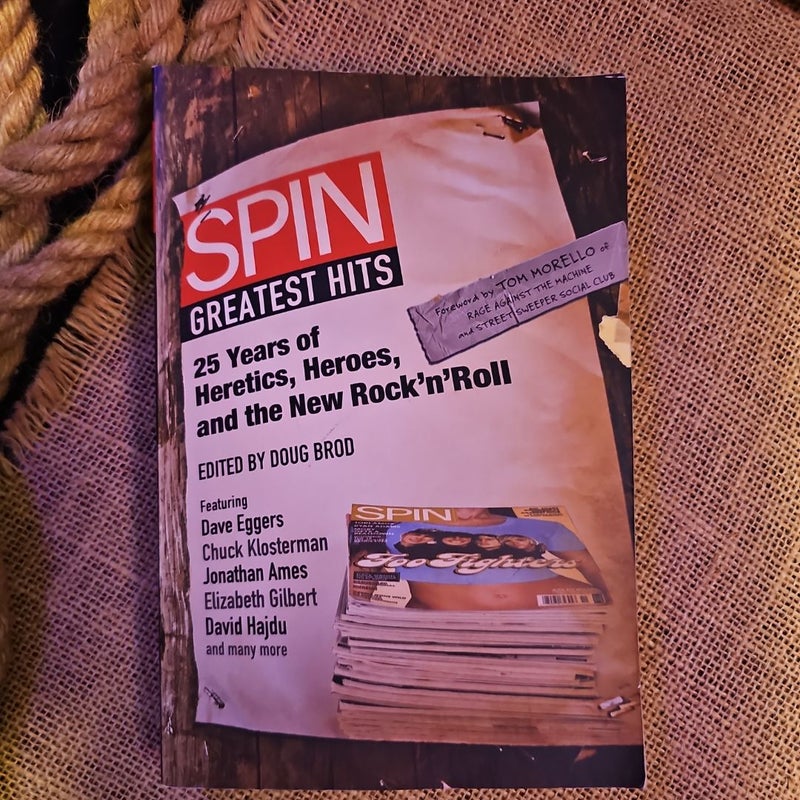 SPIN
GREATEST HITS
Foreword by TOM MORELLO of
RAGE AGAINST THE MACHINE
and STREET SWEEPER SOCIAL CLUB
25 Years of
Heretics, Heroes,
and the New Rock'n'Roll
EDITED BY DOUG BROD
Featuring
Dave Eggers
Chuck Klosterman
Jonathan Ames
Elizabeth Gilbert
David Hajdu
and many more
SPIN
Foo Fighters